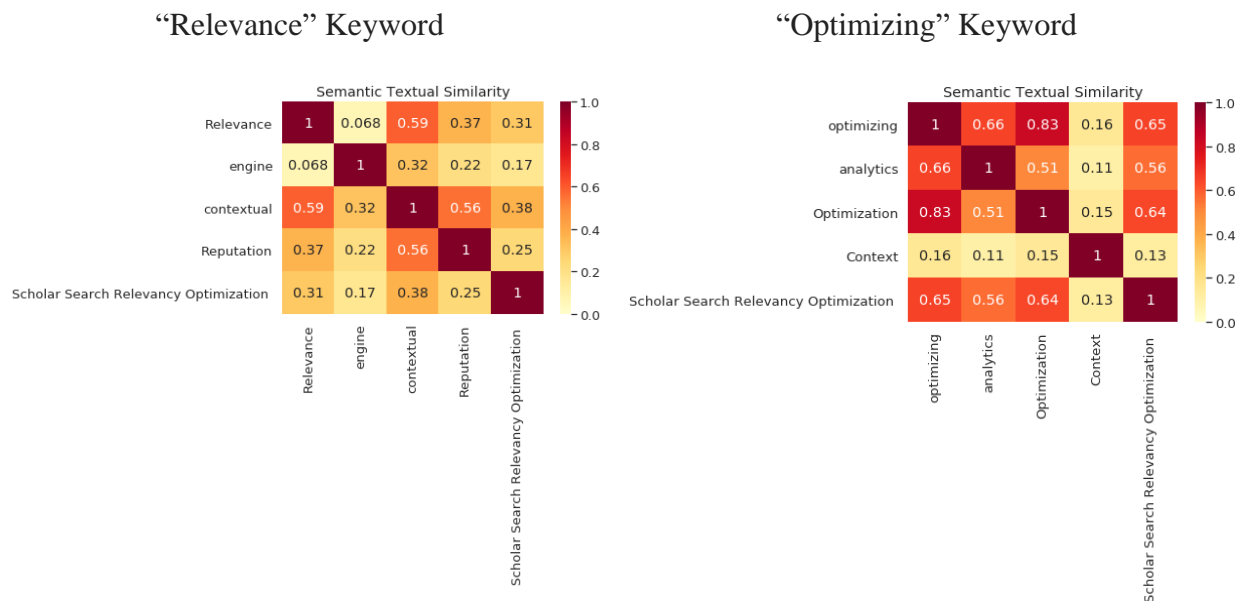 “Relevance” Keyword
Semantic Textual Similarity
Relevance 1 0.068 0.59 0.37 0.31
engine 0.068 1 0.32 0.22 0.17
contextual 0.59 0.32 1 0.56 0.38
Reputation 0.37 0.22 0.56 1 0.25
Scholar Search Relevancy Optimization 0.31 0.17 0.38 0.25 1
1.0
0.8
0.6
0.4
0.2
0.0
Relevance
engine
contextual
Reputation
Scholar Search Relevancy Optimization
“Optimizing” Keyword
Semantic Textual Similarity
optimizing 1 0.66 0.83 0.16 0.65
analytics 0.66 1 0.51 0.11 0.56
Optimization 0.83 0.51 1 0.15 0.64
Context 0.16 0.11 0.15 1 0.13
Scholar Search Relevancy Optimization 0.65 0.56 0.64 0.13 1
1.0
0.8
0.6
0.4
0.2
0.0
optimizing
analytics
Optimization
Context
Scholar Search Relevancy Optimization